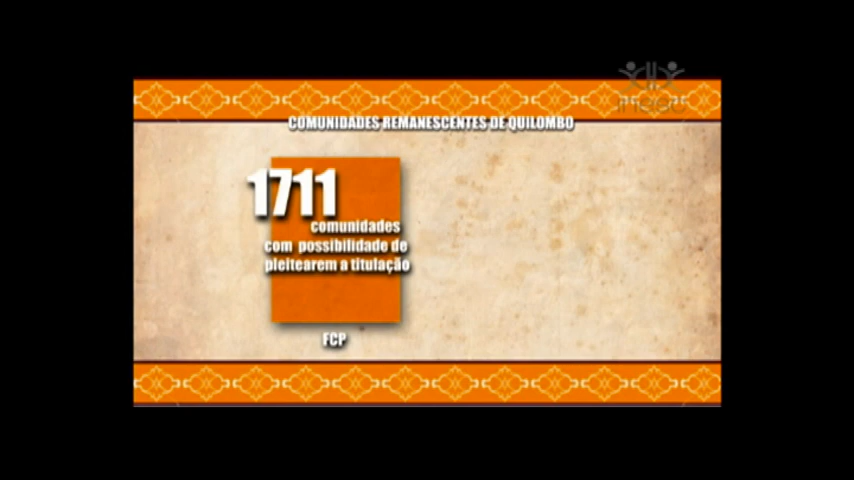 COMUNIDADES REMANESCENTES DE QUILOMBO
1711
comunidades
com possibilidade de
pleitearem a titulação
FCP